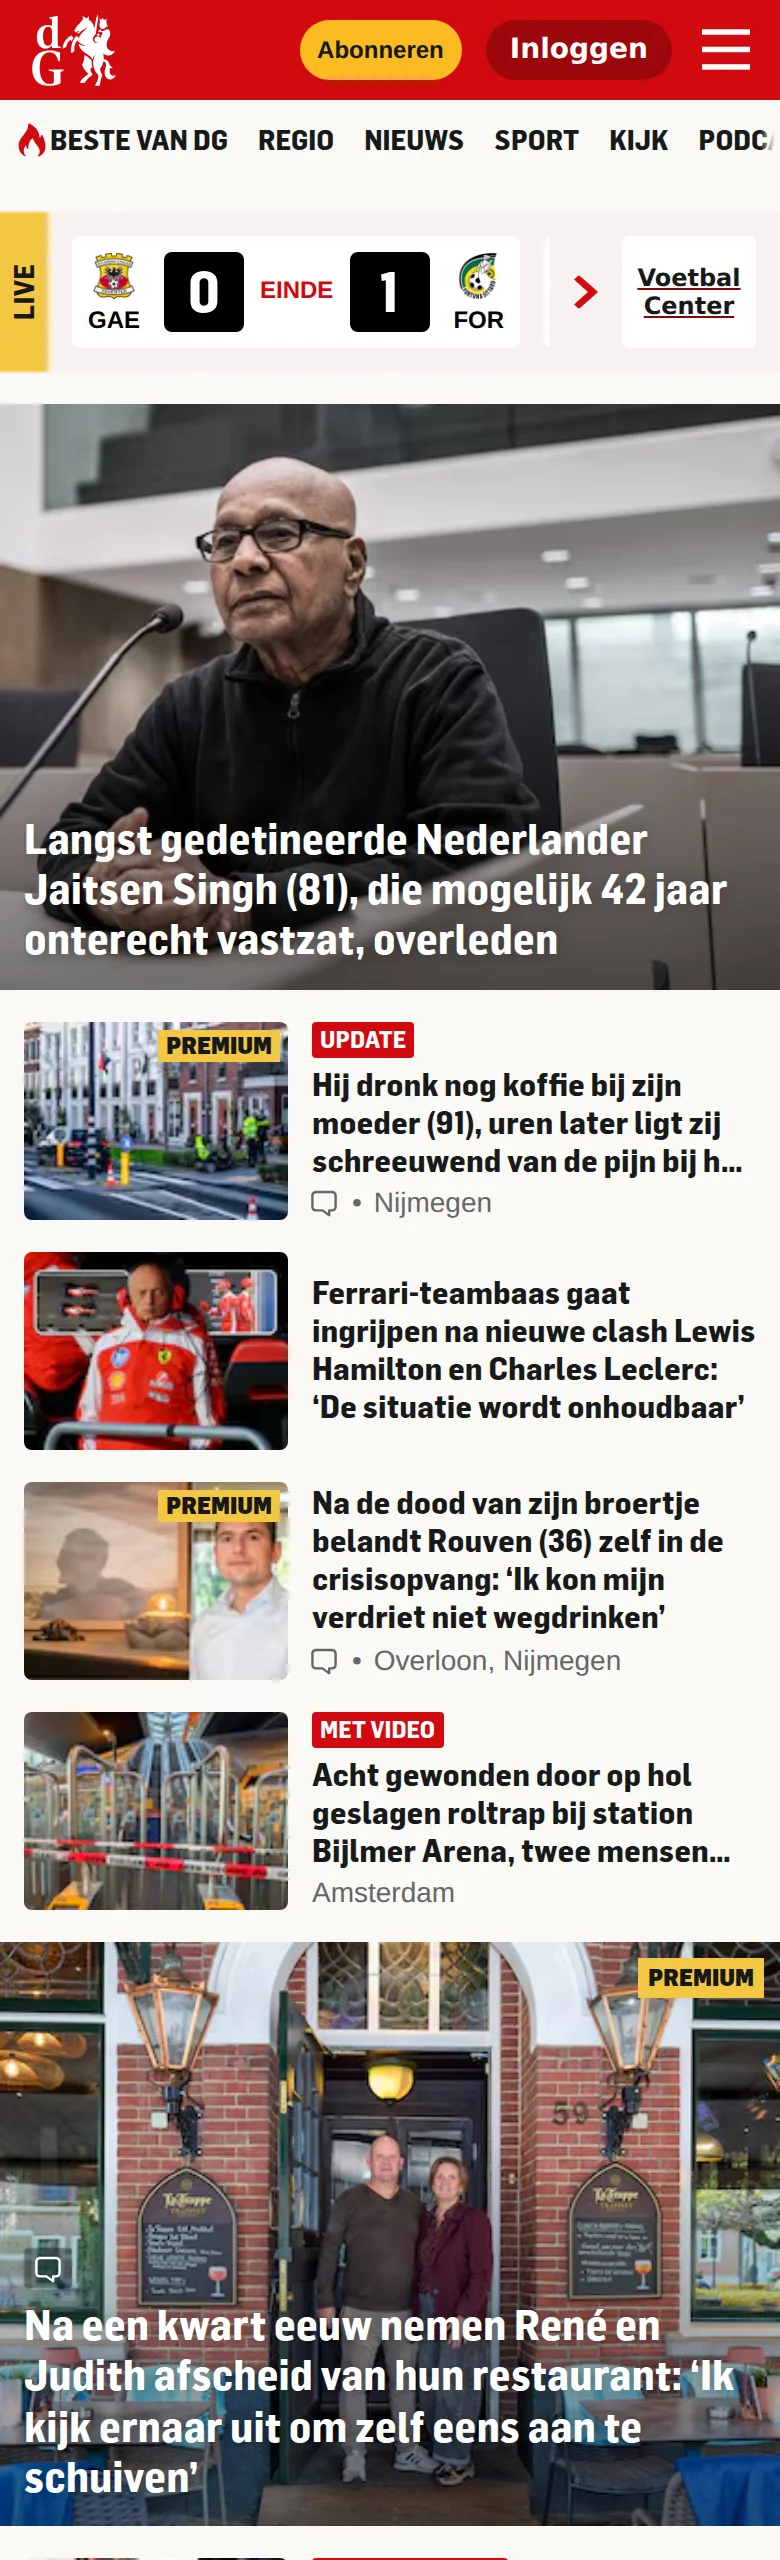 dG
Abonneren
Inloggen
BESTE VAN DG REGIO NIEUWS SPORT KIJK PODCA
LIVE
GAE
0
EINDE
1
FOR
Voetbal
Center
Langst gedetineerde Nederlander
Jaitsen Singh (81), die mogelijk 42 jaar
onterecht vastzat, overleden
PREMIUM
UPDATE
Hij dronk nog koffie bij zijn
moeder (91), uren later ligt zij
schreeuwend van de pijn bij h...
• Nijmegen
Ferrari-teambaas gaat
ingrijpen na nieuwe clash Lewis
Hamilton en Charles Leclerc:
‘De situatie wordt onhoudbaar’
PREMIUM
Na de dood van zijn broertje
belandt Rouven (36) zelf in de
crisisopvang: ‘Ik kon mijn
verdriet niet wegdrinken’
• Overloon, Nijmegen
MET VIDEO
Acht gewonden door op hol
geslagen roltrap bij station
Bijlmer Arena, twee mensen...
Amsterdam
PREMIUM
59
La Trappe
La Trappe
Na een kwart eeuw nemen René en
Judith afscheid van hun restaurant: ‘Ik
kijk ernaar uit om zelf eens aan te
schuiven’